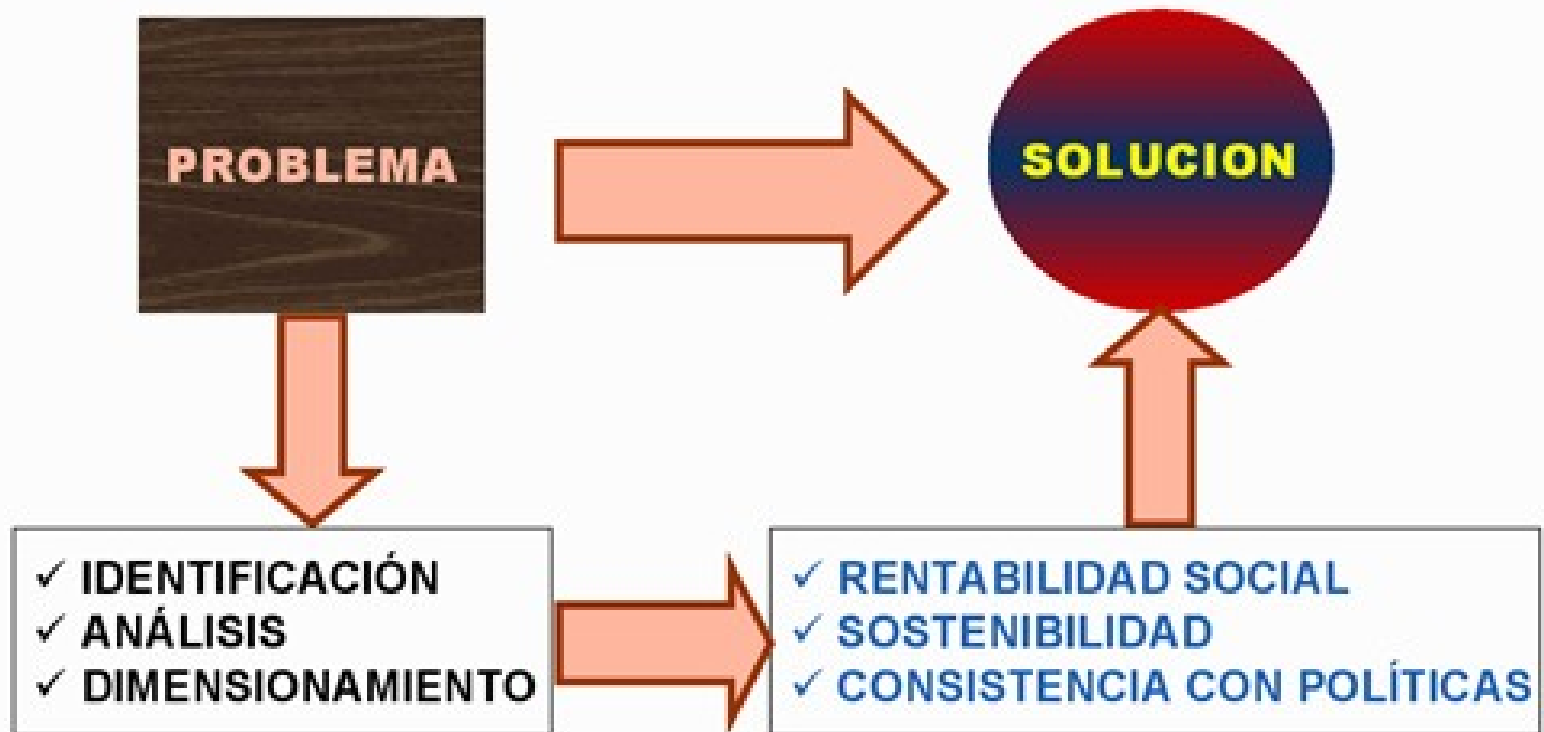 PROBLEMA
SOLUCION
✓ IDENTIFICACIÓN
✓ ANÁLISIS
✓ DIMENSIONAMIENTO
✓ RENTABILIDAD SOCIAL
✓ SOSTENIBILIDAD
✓ CONSISTENCIA CON POLÍTICAS